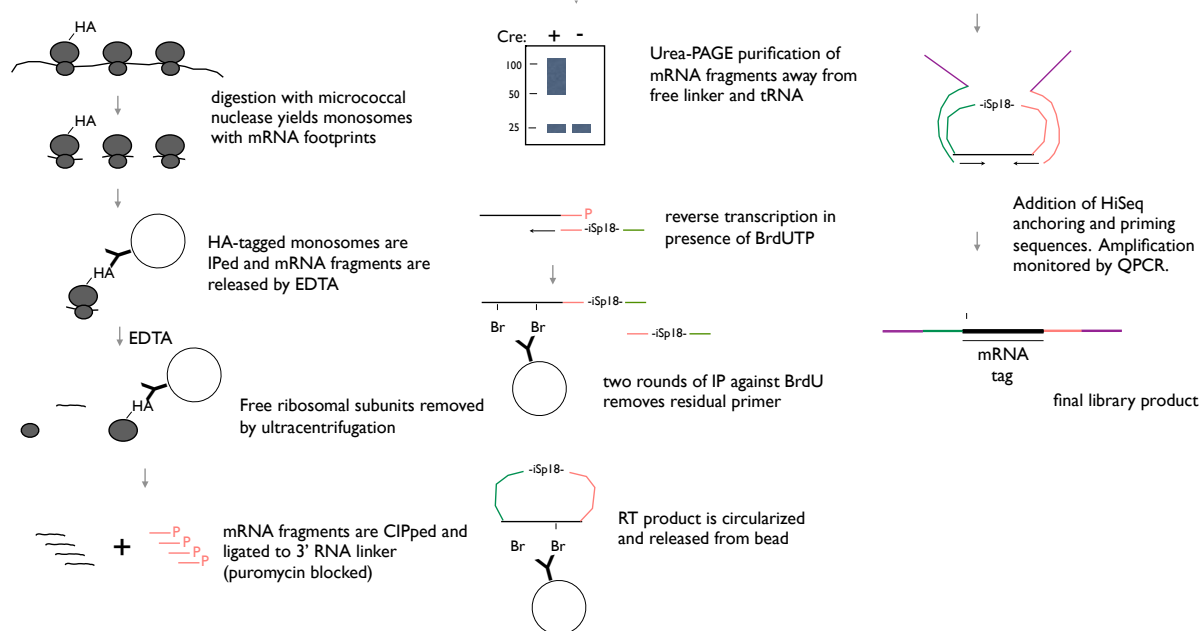 HA
digestion with micrococcal
nuclease yields monosomes
with mRNA footprints
HA
HA-tagged monosomes are
IPed and mRNA fragments are
released by EDTA
HA
EDTA
HA
Free ribosomal subunits removed
by ultracentrifugation
+
P
P
P
P
mRNA fragments are CIPped and
ligated to 3’ RNA linker
(puromycin blocked)
Cre: + -
100
50
25
Urea-PAGE purification of
mRNA fragments away from
free linker and tRNA
P
-iSp18-
reverse transcription in
presence of BrdUTP
-iSp18-
Br Br
-iSp18-
two rounds of IP against BrdU
removes residual primer
-iSp18-
RT product is circularized
and released from bead
Br Br
-iSp18-
Addition of HiSeq
anchoring and priming
sequences. Amplification
monitored by QPCR.
mRNA
tag
final library product